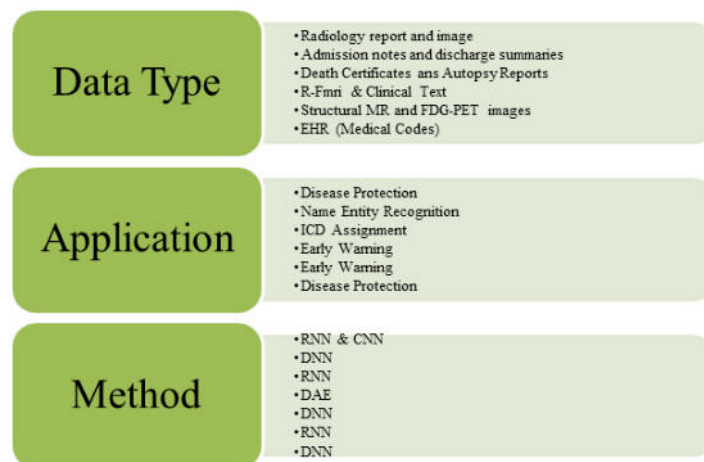 Data Type
•Radiology report and image
•Admission notes and discharge summaries
•Death Certificates ans Autopsy Reports
•R-Fmri & Clinical Text
•Structural MR and FDG-PET images
•EHR (Medical Codes)
Application
•Disease Protection
•Name Entity Recognition
•ICD Assignment
•Early Warning
•Early Warning
•Disease Protection
Method
•RNN & CNN
•DNN
•RNN
•DAE
•DNN
•RNN
•DNN